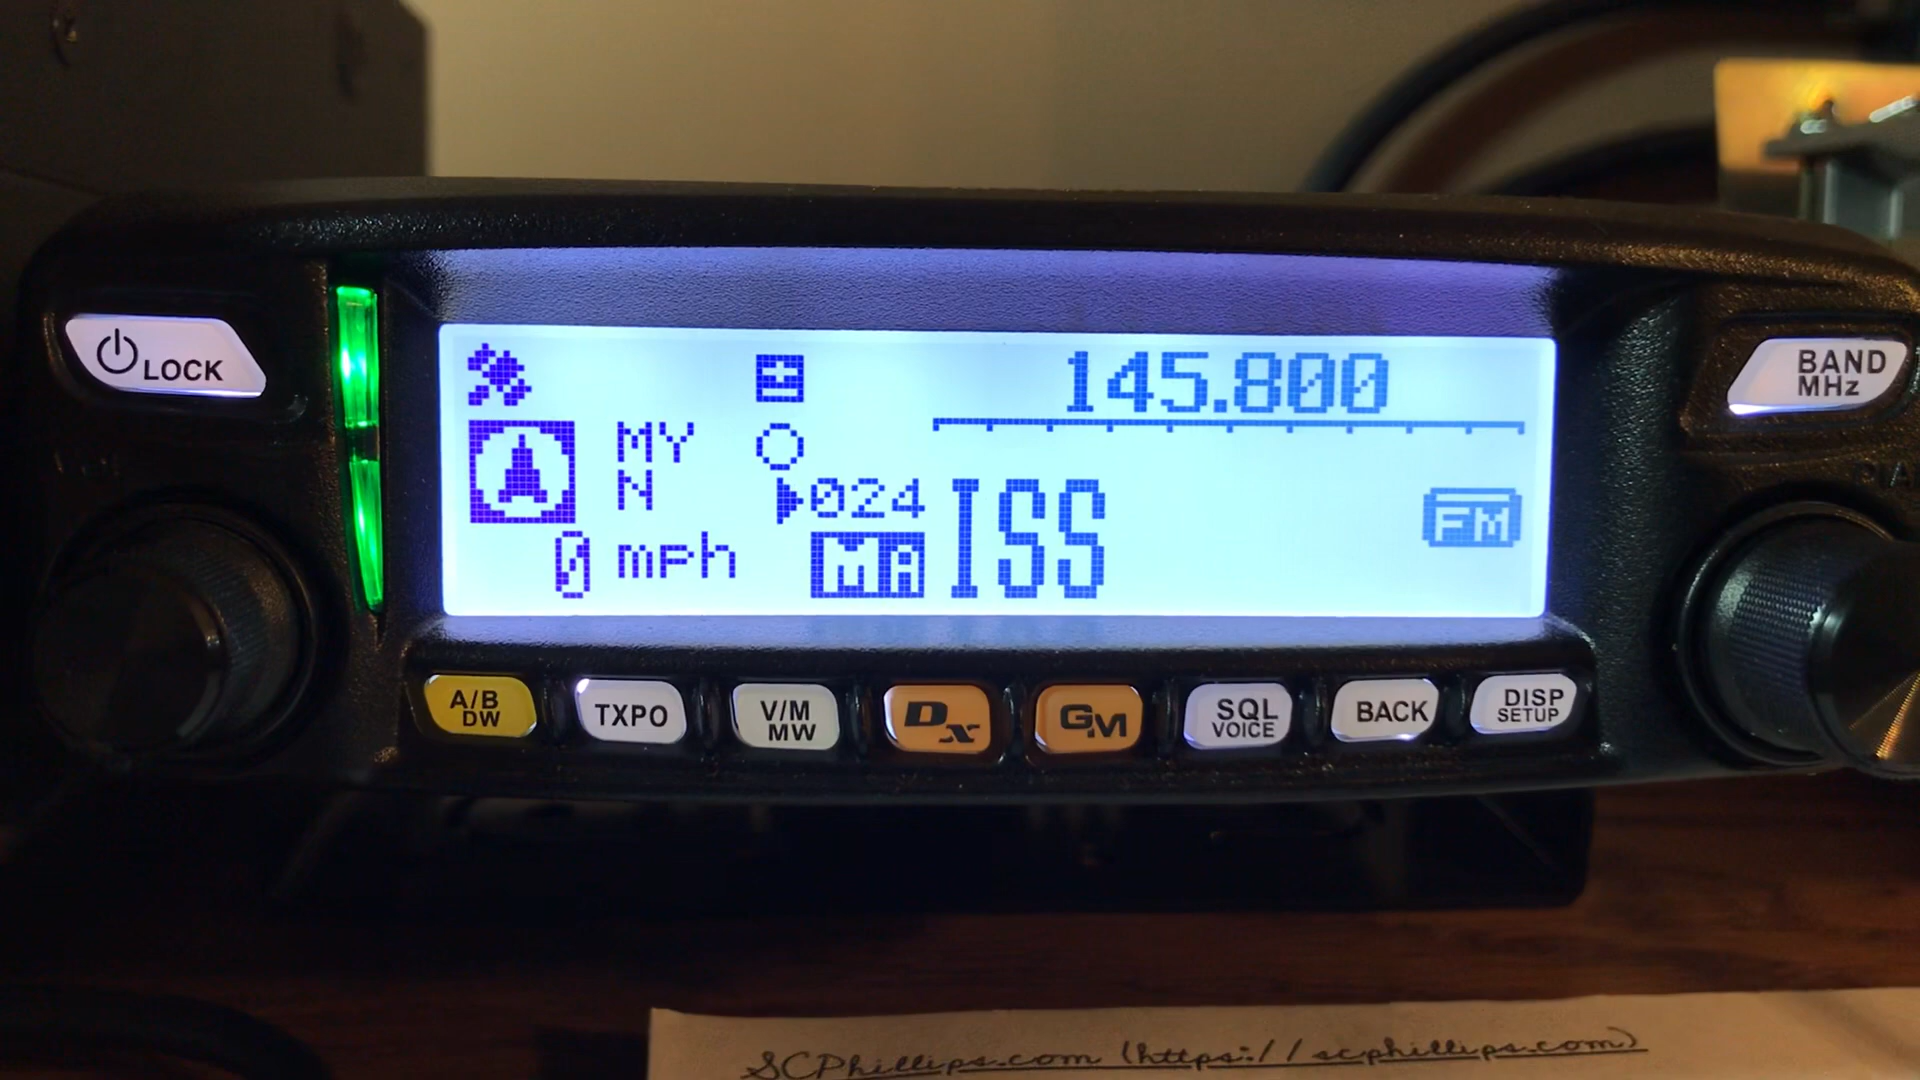 LOCK
BAND
MHz
145.800
MY
N
024
ISS
FM
0 mph
MA
A/B
DW
TXPO
V/M
MW
DX
GM
SQL
VOICE
BACK
DISP
SETUP
SCPhillips.com (https://scphillips.com)